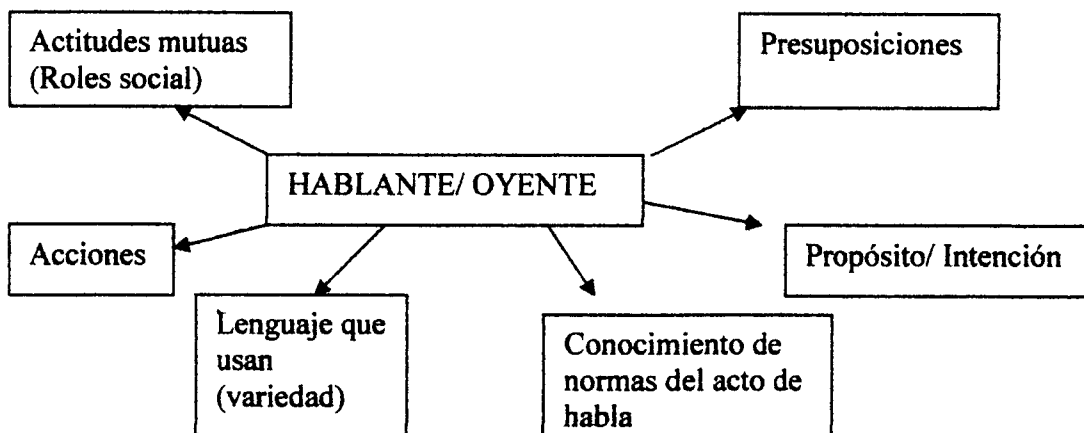 Actitudes mutuas
(Roles social)
Presuposiciones
HABLANTE/ OYENTE
Acciones
Propósito/ Intención
Lenguaje que
usan
(variedad)
Conocimiento de
normas del acto de
habla